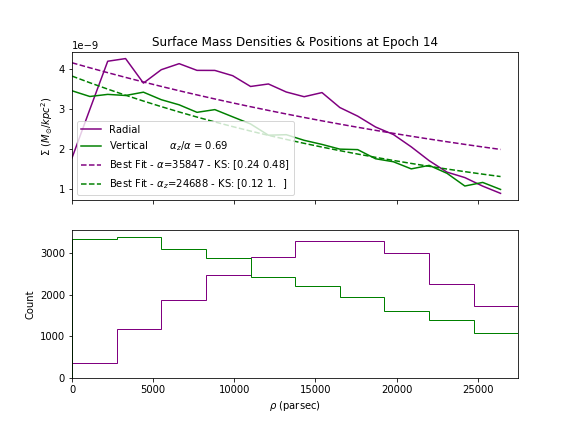 Surface Mass Densities & Positions at Epoch 14
1e−9
4
3
2
1
Σ (M⊙/kpc²)
Radial
Vertical αz/α = 0.69
Best Fit - α=35847 - KS: [0.24 0.48]
Best Fit - αz=24688 - KS: [0.12 1.  ]
3000
2000
1000
0
Count
0 5000 10000 15000 20000 25000
ρ (parsec)